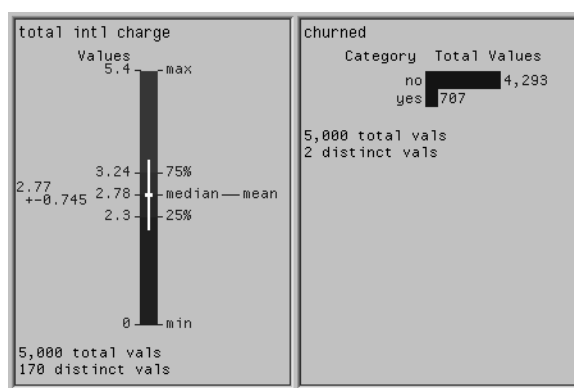 total intl charge
Values
5.4 max
3.24 75%
2.77
+-0.745
2.78 median mean
2.3 25%
0 min
5,000 total vals
170 distinct vals
churned
Category Total Values
no 4,293
yes 707
5,000 total vals
2 distinct vals